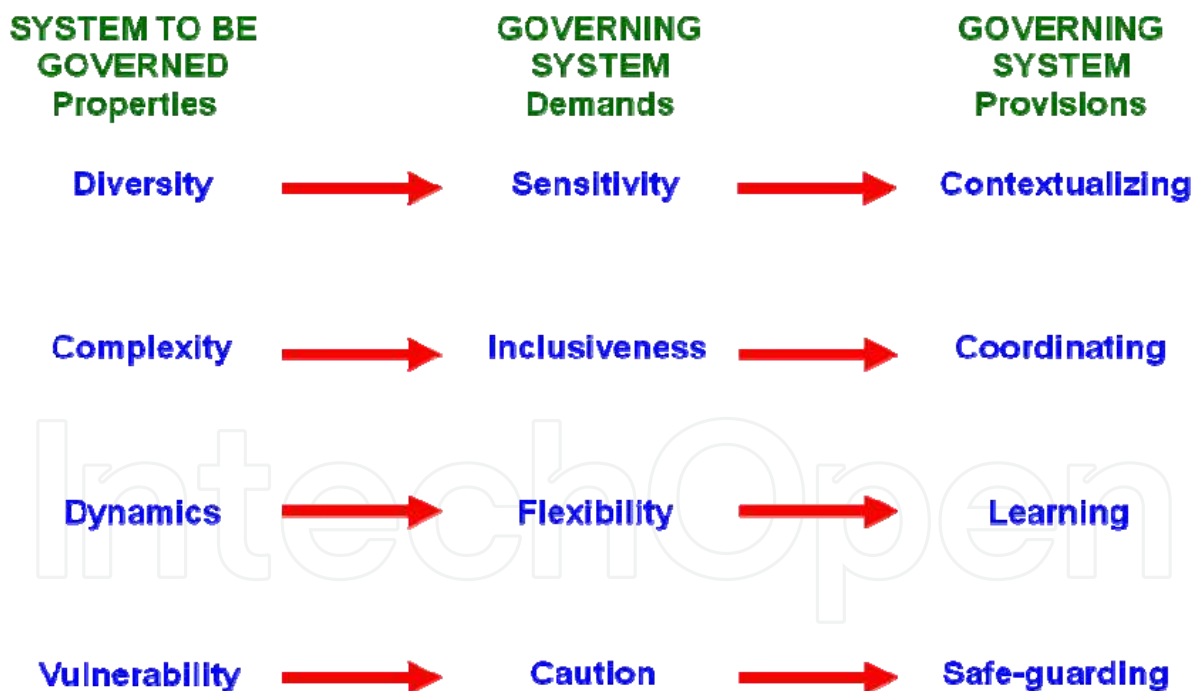 SYSTEM TO BE
GOVERNED
Properties
GOVERNING
SYSTEM
Demands
GOVERNING
SYSTEM
Provisions
Diversity
Sensitivity
Contextualizing
Complexity
Inclusiveness
Coordinating
Dynamics
Flexibility
Learning
Vulnerability
Caution
Safe-guarding
IntechOpen